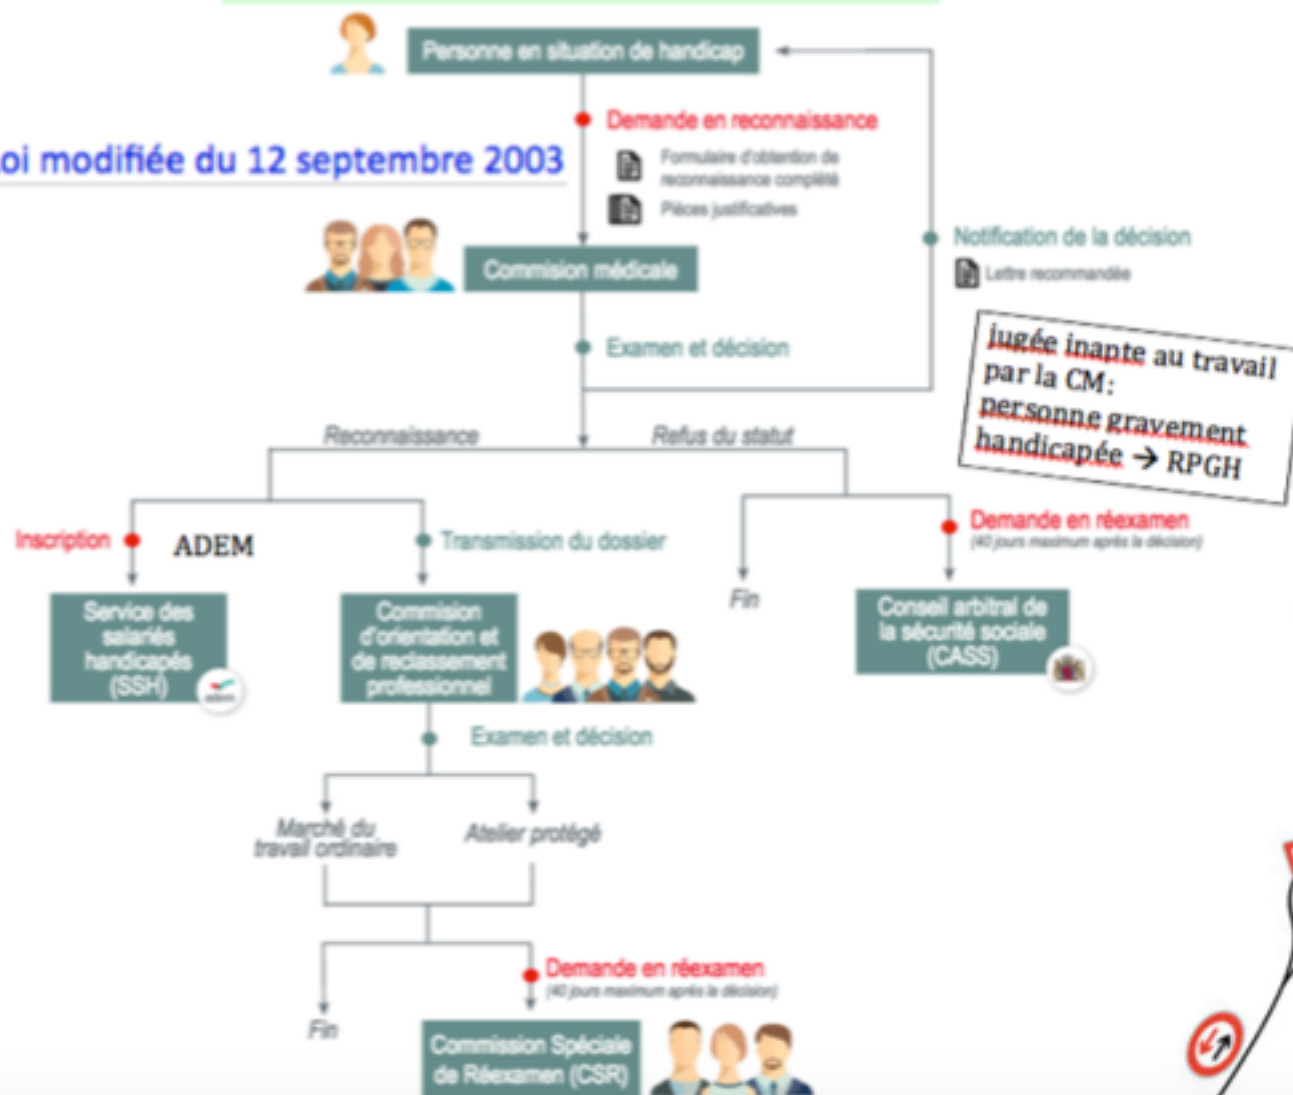 Personne en situation de handicap
Demande en reconnaissance
oi modifiée du 12 septembre 2003
Formulaire d'obtention de
reconnaissance complété
Pièces justificatives
Commision médicale
Notification de la décision
Lettre recommandée
Examen et décision
jugée inapte au travail
par la CM:
personne gravement
handicapée → RPGH
Reconnaissance
Refus du statut
Inscription
ADEM
Transmission du dossier
Demande en réexamen
(40 jours maximum après la décision)
Fin
Service des
salariés
handicapés
(SSH)
adem
Commision
d'orientation et
de reclassement
professionnel
Conseil arbitral de
la sécurité sociale
(CASS)
Examen et décision
Marché du
travail ordinaire
Atelier protégé
Demande en réexamen
(40 jours maximum après la décision)
Fin
Commission Spéciale
de Réexamen (CSR)